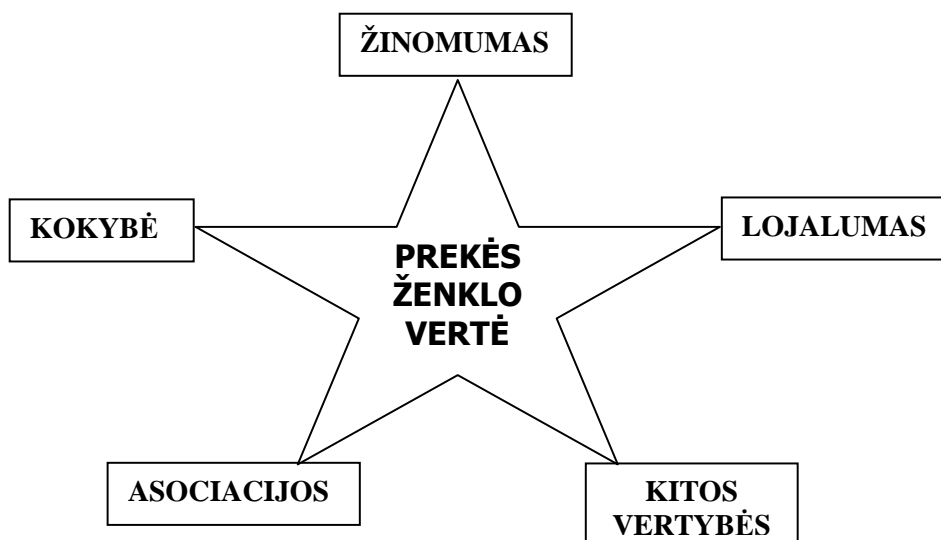 ŽINOMUMAS
KOKYBĖ
LOJALUMAS
PREKĖS
ŽENKLO
VERTĖ
ASOCIACIJOS
KITOS
VERTYBĖS